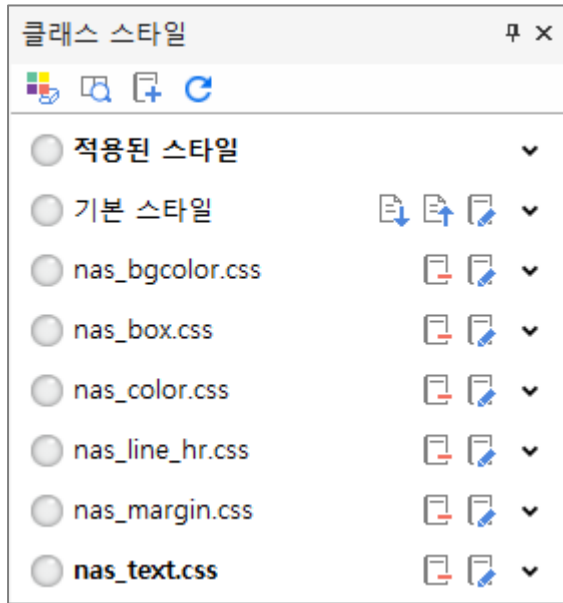 클래스 스타일
적용된 스타일
기본 스타일
nas_bgcolor.css
nas_box.css
nas_color.css
nas_line_hr.css
nas_margin.css
nas_text.css